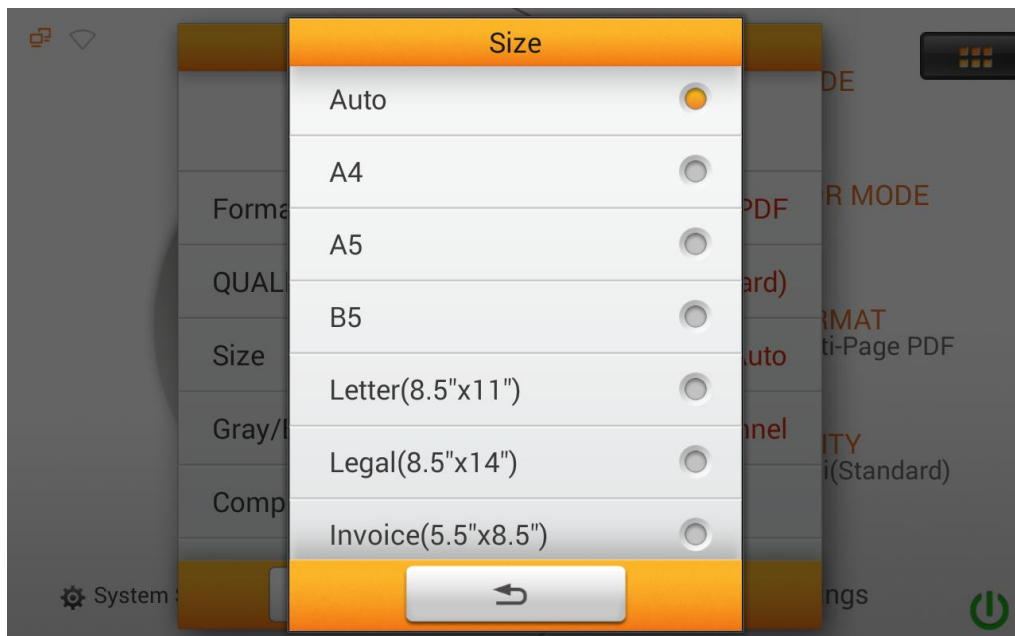 Size
Auto
A4
A5
B5
Letter(8.5"x11")
Legal(8.5"x14")
Invoice(5.5"x8.5")
Forma
PDF
QUALI
ard)
Size
uto
Gray/
nnel
Comp
DE
R MODE
RMAT
ti-Page PDF
ITY
i(Standard)
System
ngs